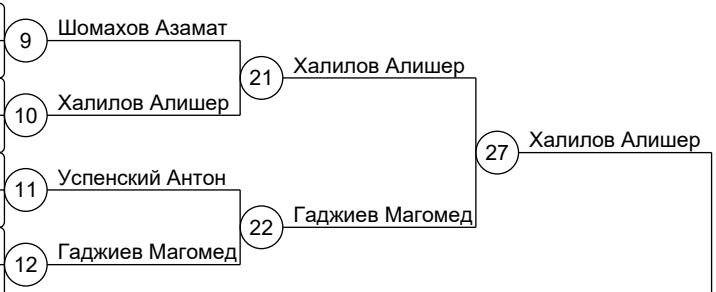 9
Шомахов Азамат
21
Халилов Алишер
10
Халилов Алишер
27
Халилов Алишер
11
Успенский Антон
22
Гаджиев Магомед
12
Гаджиев Магомед